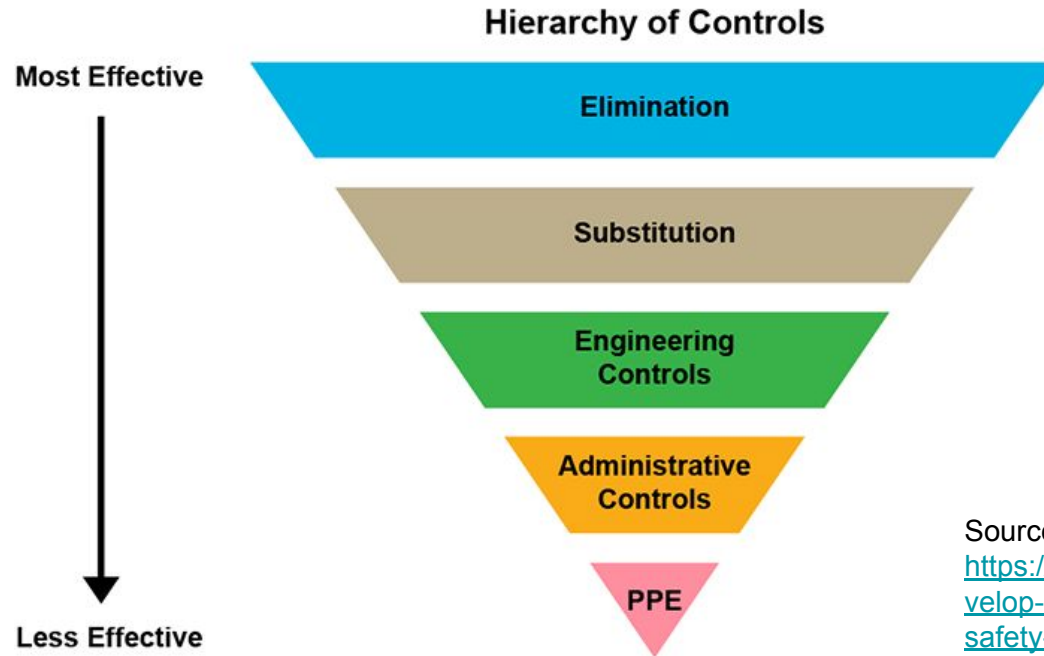 Hierarchy of Controls
Most Effective
Elimination
Substitution
Engineering
Controls
Administrative
Controls
PPE
Less Effective
Source
https:/
velop-
safety-